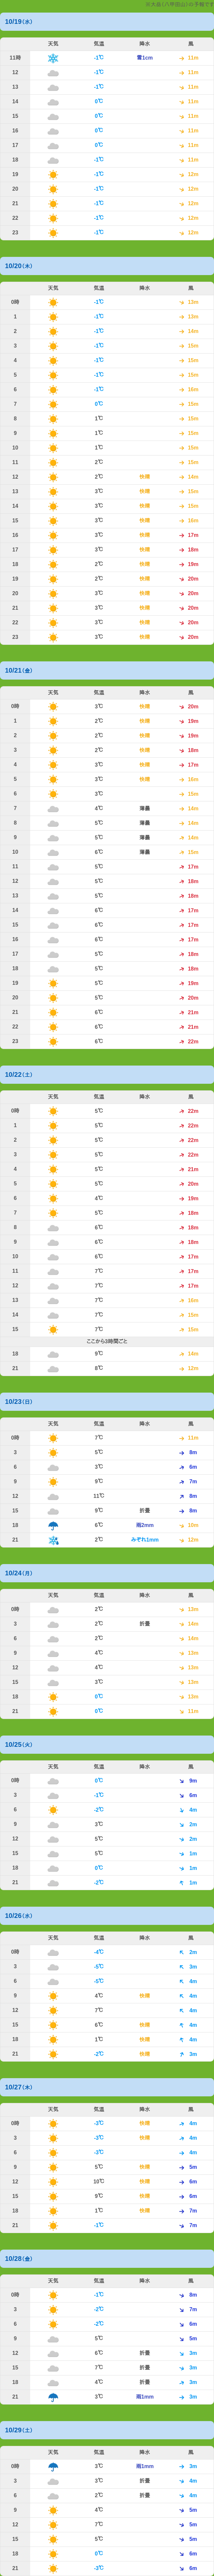 10/19(水)
天気 気温 降水 風
11時 -1℃ 雪1cm 11m
12 -1℃ 11m
13 -1℃ 11m
14 0℃ 11m
15 0℃ 11m
16 0℃ 11m
17 0℃ 11m
18 -1℃ 11m
19 -1℃ 12m
20 -1℃ 12m
21 -1℃ 12m
22 -1℃ 12m
23 -1℃ 12m
10/20(木)
天気 気温 降水 風
0時 -1℃ 13m
1 -1℃ 13m
2 -1℃ 14m
3 -1℃ 15m
4 -1℃ 15m
5 -1℃ 15m
6 -1℃ 16m
7 0℃ 15m
8 1℃ 15m
9 1℃ 15m
10 1℃ 15m
11 2℃ 15m
12 2℃ 快晴 14m
13 3℃ 快晴 15m
14 3℃ 快晴 15m
15 3℃ 快晴 16m
16 3℃ 快晴 17m
17 3℃ 快晴 18m
18 2℃ 快晴 19m
19 2℃ 快晴 20m
20 3℃ 快晴 20m
21 3℃ 快晴 20m
22 3℃ 快晴 20m
23 3℃ 快晴 20m
10/21(金)
天気 気温 降水 風
0時 3℃ 快晴 20m
1 2℃ 快晴 19m
2 2℃ 快晴 19m
3 2℃ 快晴 18m
4 3℃ 快晴 17m
5 3℃ 快晴 16m
6 3℃ 15m
7 4℃ 薄曇 14m
8 5℃ 薄曇 14m
9 5℃ 薄曇 14m
10 6℃ 薄曇 15m
11 5℃ 17m
12 5℃ 18m
13 5℃ 18m
14 6℃ 17m
15 6℃ 17m
16 6℃ 17m
17 5℃ 18m
18 5℃ 18m
19 5℃ 19m
20 5℃ 20m
21 6℃ 21m
22 6℃ 21m
23 6℃ 22m
10/22(土)
天気 気温 降水 風
0時 5℃ 22m
1 5℃ 22m
2 5℃ 22m
3 5℃ 22m
4 5℃ 21m
5 5℃ 20m
6 4℃ 19m
7 5℃ 18m
8 6℃ 18m
9 6℃ 18m
10 6℃ 17m
11 7℃ 17m
12 7℃ 17m
13 7℃ 16m
14 7℃ 15m
15 7℃ 15m
ここから3時間ごと
18 9℃ 14m
21 8℃ 12m
10/23(日)
天気 気温 降水 風
0時 7℃ 11m
3 5℃ 8m
6 3℃ 6m
9 9℃ 7m
12 11℃ 8m
15 9℃ 折曇 8m
18 6℃ 雨2mm 10m
21 2℃ みぞれ1mm 12m
10/24(月)
天気 気温 降水 風
0時 2℃ 13m
3 2℃ 折曇 14m
6 2℃ 14m
9 4℃ 13m
12 4℃ 13m
15 3℃ 13m
18 0℃ 13m
21 0℃ 11m
10/25(火)
天気 気温 降水 風
0時 0℃ 9m
3 -1℃ 6m
6 -2℃ 4m
9 3℃ 2m
12 5℃ 2m
15 5℃ 1m
18 0℃ 1m
21 -2℃ 1m
10/26(水)
天気 気温 降水 風
0時 -4℃ 2m
3 -5℃ 3m
6 -5℃ 4m
9 4℃ 快晴 4m
12 7℃ 4m
15 6℃ 快晴 4m
18 1℃ 快晴 4m
21 -2℃ 快晴 3m
10/27(木)
天気 気温 降水 風
0時 -3℃ 快晴 4m
3 -3℃ 快晴 4m
6 -3℃ 4m
9 5℃ 快晴 5m
12 10℃ 快晴 6m
15 9℃ 快晴 6m
18 1℃ 快晴 7m
21 -1℃ 7m
10/28(金)
天気 気温 降水 風
0時 -1℃ 8m
3 -2℃ 7m
6 -2℃ 6m
9 5℃ 5m
12 6℃ 折曇 3m
15 7℃ 折曇 3m
18 4℃ 折曇 3m
21 3℃ 雨1mm 3m
10/29(土)
天気 気温 降水 風
0時 3℃ 雨1mm 3m
3 3℃ 折曇 4m
6 2℃ 折曇 4m
9 4℃ 5m
12 7℃ 5m
15 5℃ 5m
18 0℃ 6m
21 -3℃ 6m